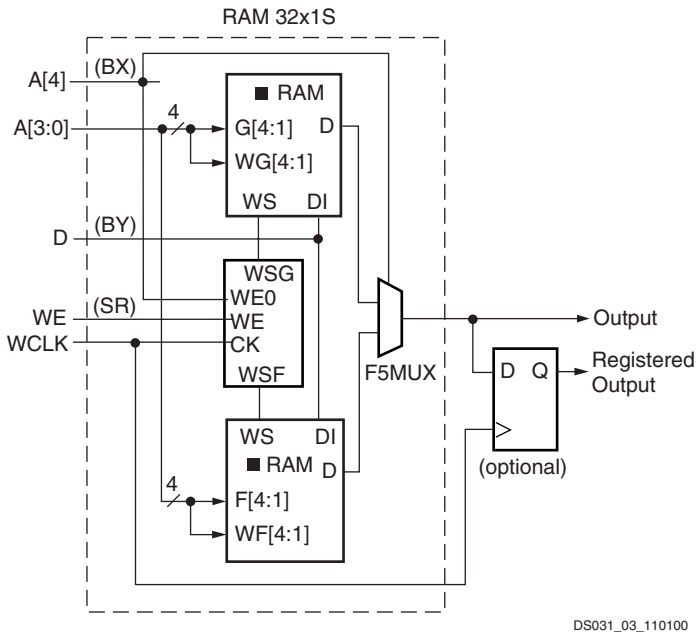 RAM 32x1S
A[4]
(BX)
RAM
A[3:0]
4
G[4:1]
D
WG[4:1]
WS
DI
D
(BY)
WSG
WE0
WE
(SR)
WE
WCLK
CK
WSF
F5MUX
Output
D
Q
Registered
Output
(optional)
WS
DI
RAM
D
4
F[4:1]
WF[4:1]
DS031_03_110100